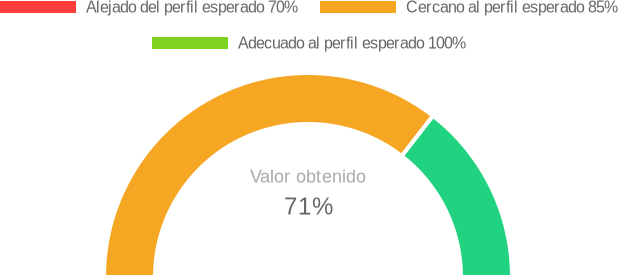 Alejado del perfil esperado 70% Cercano al perfil esperado 85%
Adecuado al perfil esperado 100%
Valor obtenido
71%